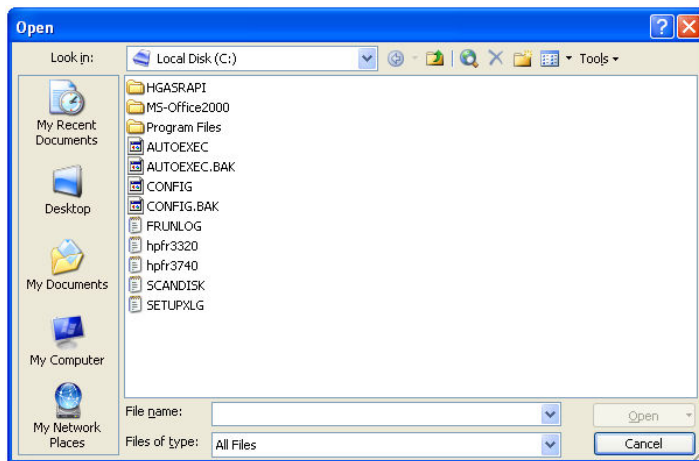 Open
Look in:
Local Disk (C:)
Tools
My Recent
Documents
Desktop
My Documents
My Computer
My Network
Places
HGASRAPI
MS-Office2000
Program Files
AUTOEXEC
AUTOEXEC.BAK
CONFIG
CONFIG.BAK
FRUNLOG
hpfr3320
hpfr3740
SCANDISK
SETUPXLG
File name:
Open
Files of type:
All Files
Cancel